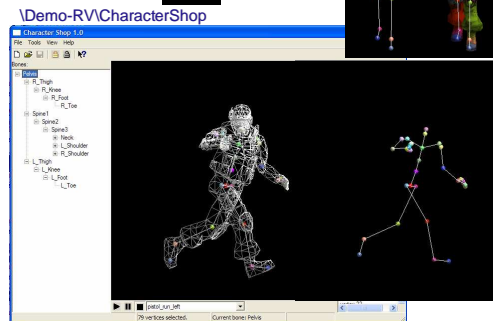 \Demo-RV\CharacterShop
Character Shop 1.0
File Tools View Help
Bones:
Pelvis
R_Thigh
R_Knee
R_Foot
R_Toe
Spine1
Spine2
Spine3
Neck
L_Shoulder
R_Shoulder
L_Thigh
L_Knee
L_Foot
L_Toe
pistol_run_left
79 vertices selected. Current bone: Pelvis